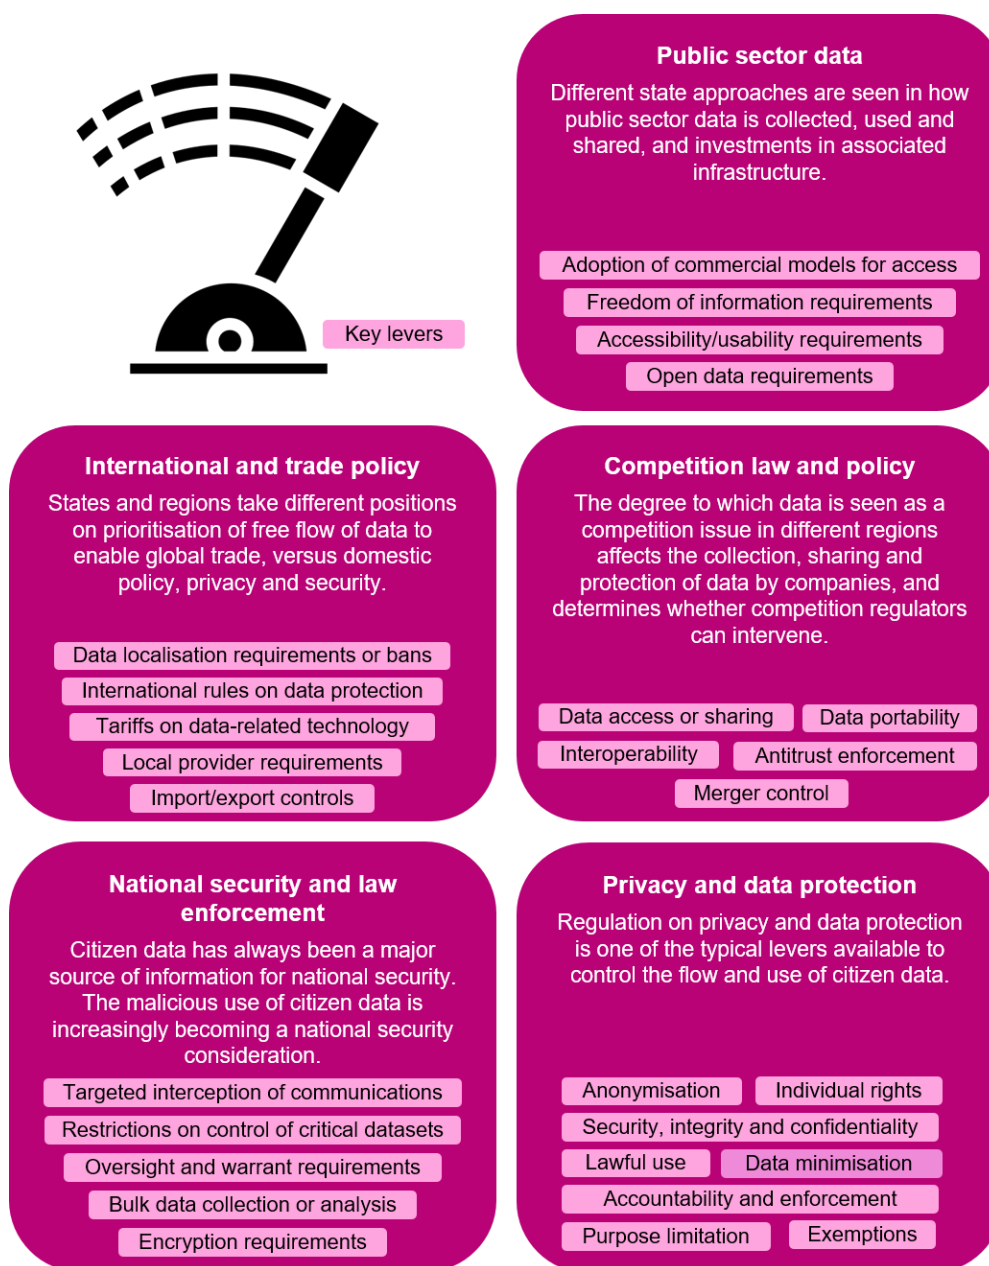 Key levers
Public sector data
Different state approaches are seen in how
public sector data is collected, used and
shared, and investments in associated
infrastructure.
Adoption of commercial models for access
Freedom of information requirements
Accessibility/usability requirements
Open data requirements
International and trade policy
States and regions take different positions
on prioritisation of free flow of data to
enable global trade, versus domestic
policy, privacy and security.
Data localisation requirements or bans
International rules on data protection
Tariffs on data-related technology
Local provider requirements
Import/export controls
Competition law and policy
The degree to which data is seen as a
competition issue in different regions
affects the collection, sharing and
protection of data by companies, and
determines whether competition regulators
can intervene.
Data access or sharing
Data portability
Interoperability
Antitrust enforcement
Merger control
National security and law
enforcement
Citizen data has always been a major
source of information for national security.
The malicious use of citizen data is
increasingly becoming a national security
consideration.
Targeted interception of communications
Restrictions on control of critical datasets
Oversight and warrant requirements
Bulk data collection or analysis
Encryption requirements
Privacy and data protection
Regulation on privacy and data protection
is one of the typical levers available to
control the flow and use of citizen data.
Anonymisation
Individual rights
Security, integrity and confidentiality
Lawful use
Data minimisation
Accountability and enforcement
Purpose limitation
Exemptions